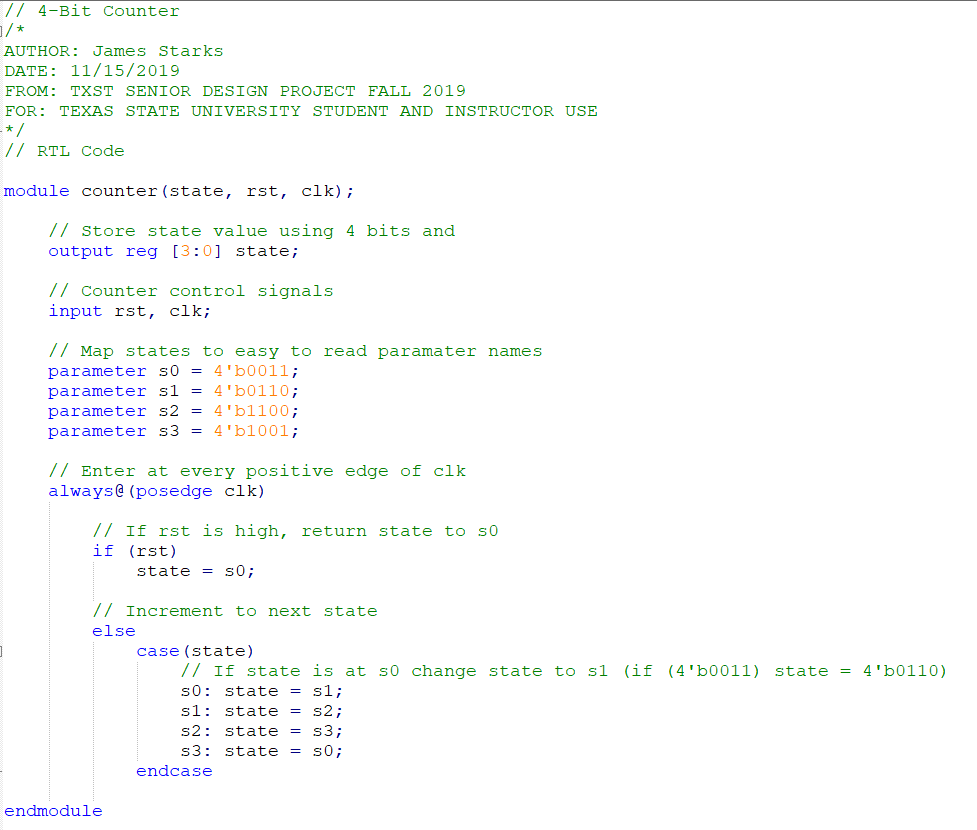 // 4-Bit Counter
/*
AUTHOR: James Starks
DATE: 11/15/2019
FROM: TXST SENIOR DESIGN PROJECT FALL 2019
FOR: TEXAS STATE UNIVERSITY STUDENT AND INSTRUCTOR USE
*/
// RTL Code
module counter(state, rst, clk);
// Store state value using 4 bits and
output reg [3:0] state;
// Counter control signals
input rst, clk;
// Map states to easy to read paramater names
parameter s0 = 4'b0011;
parameter s1 = 4'b0110;
parameter s2 = 4'b1100;
parameter s3 = 4'b1001;
// Enter at every positive edge of clk
always@(posedge clk)
// If rst is high, return state to s0
if (rst)
state = s0;
// Increment to next state
else
case(state)
// If state is at s0 change state to s1 (if (4'b0011) state = 4'b0110)
s0: state = s1;
s1: state = s2;
s2: state = s3;
s3: state = s0;
endcase
endmodule